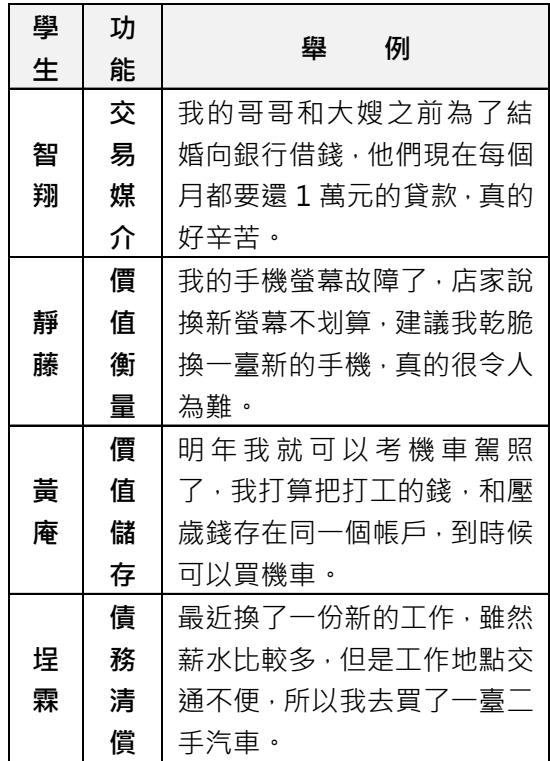 學生
功能
舉 例
智翔
交易媒介
我的哥哥和大嫂之前為了結
婚向銀行借錢，他們現在每個
月都要還1萬元的貸款，真的
好辛苦。
靜藤
價值衡量
我的手機螢幕故障了，店家說
換新螢幕不划算，建議我乾脆
換一臺新的手機，真的很令人
為難。
黃庵
價值儲存
明年我就可以考機車駕照
了，我打算把打工的錢，和壓
歲錢存在同一個帳戶，到時候
可以買機車。
埕霖
債務清償
最近換了一份新的工作，雖然
薪水比較多，但是工作地點交
通不便，所以我去買了一臺二
手汽車。